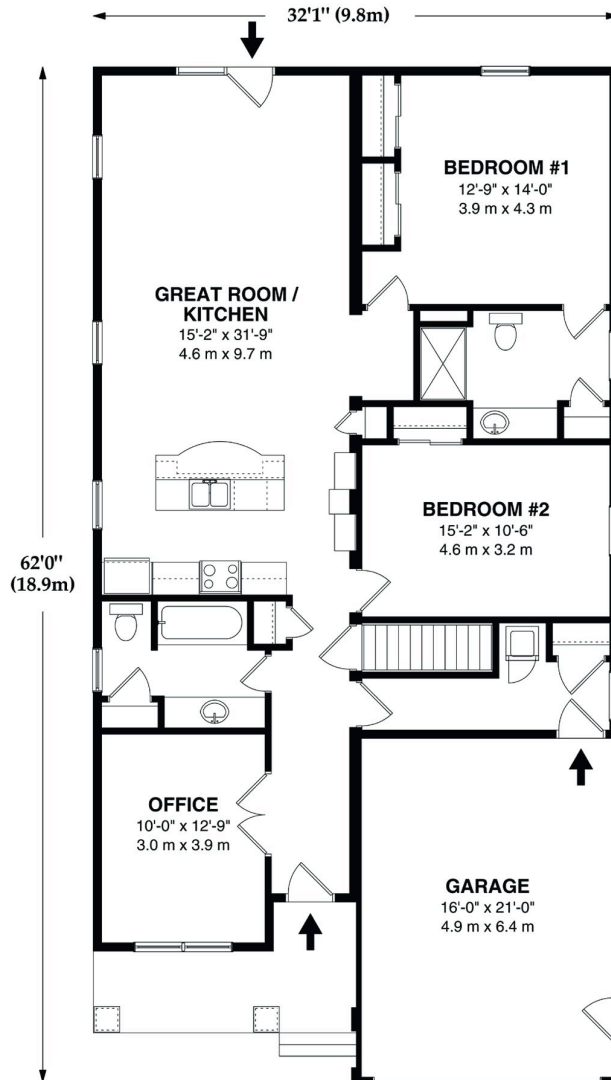 32'1" (9.8m)
BEDROOM #1
12'-9" x 14'-0"
3.9 m x 4.3 m
GREAT ROOM /
KITCHEN
15'-2" x 31'-9"
4.6 m x 9.7 m
BEDROOM #2
15'-2" x 10'-6"
4.6 m x 3.2 m
62'0"
(18.9m)
OFFICE
10'-0" x 12'-9"
3.0 m x 3.9 m
GARAGE
16'-0" x 21'-0"
4.9 m x 6.4 m